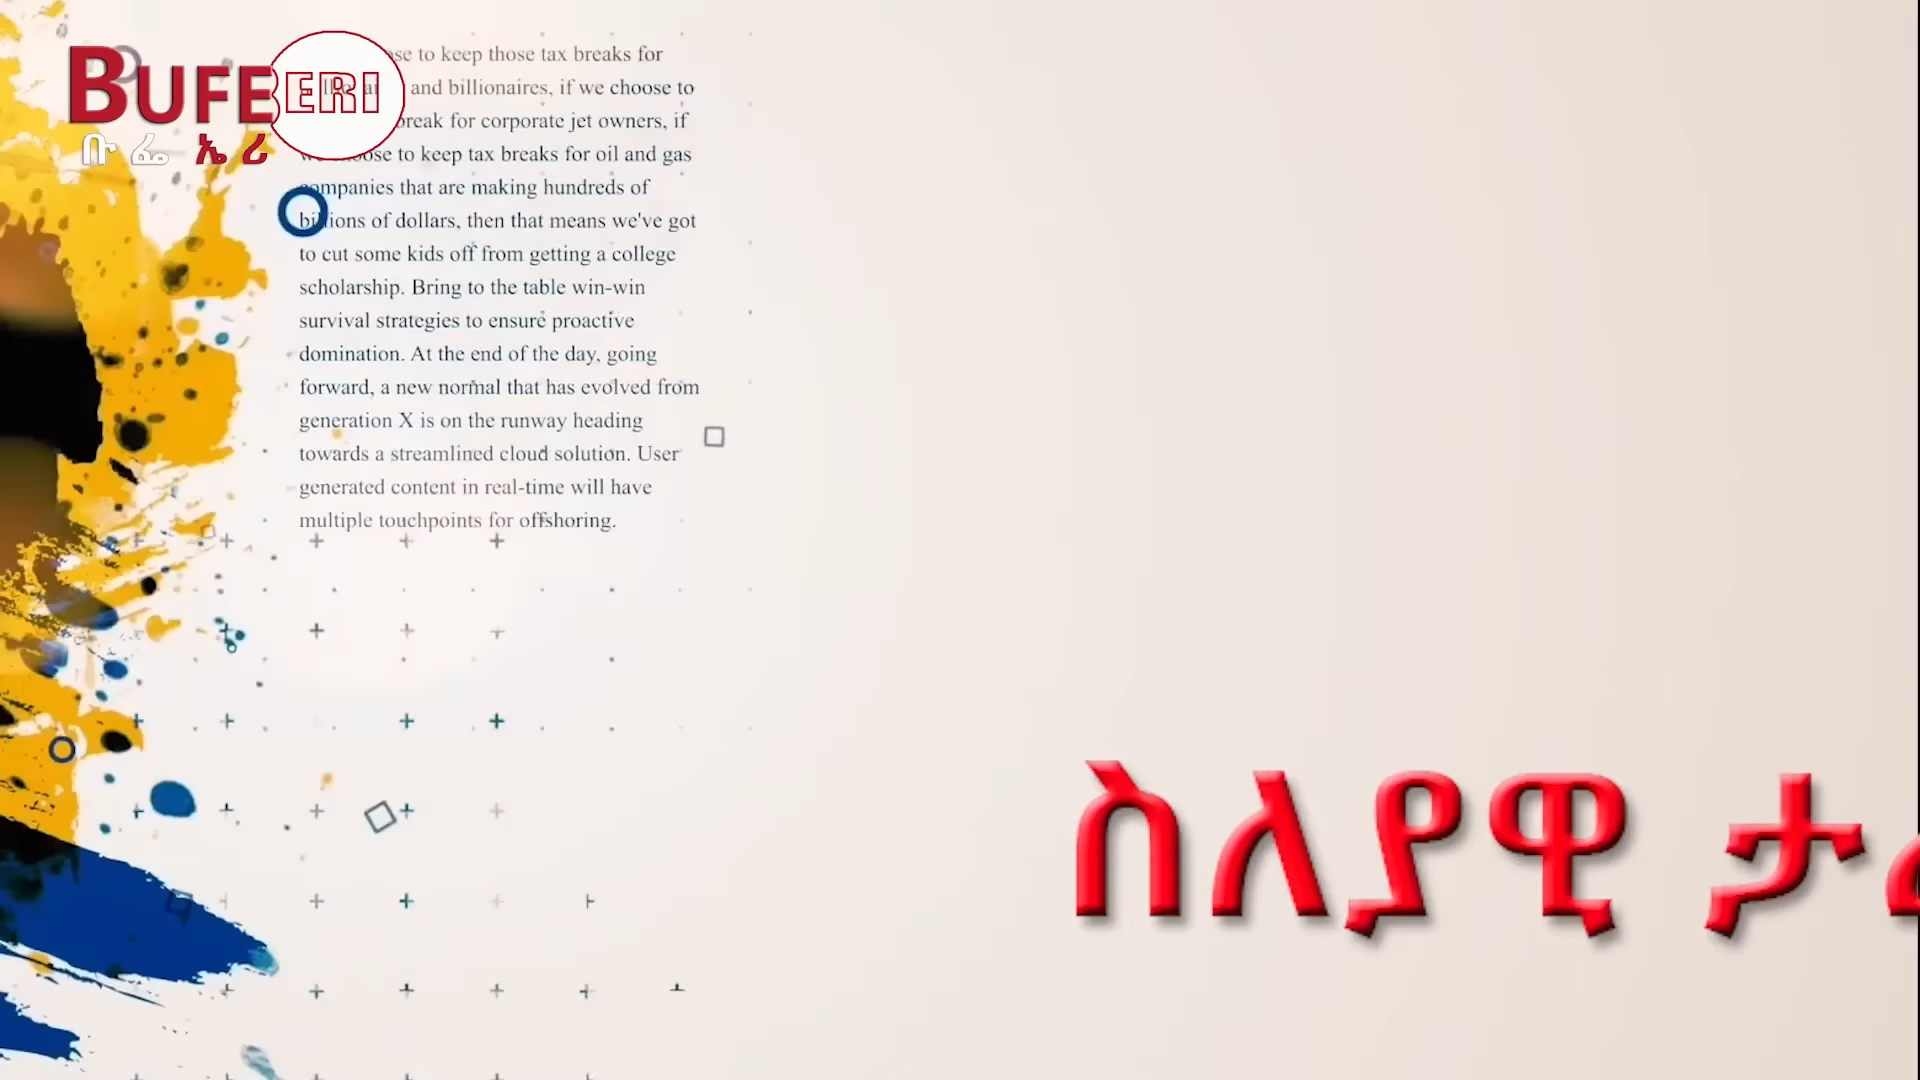 BUFE ERI
ቡፌ ኤሪ
to keep those tax breaks for
and billionaires, if we choose to
break for corporate jet owners, if
to keep tax breaks for oil and gas
companies that are making hundreds of
billions of dollars, then that means we've got
to cut some kids off from getting a college
scholarship. Bring to the table win-win
survival strategies to ensure proactive
domination. At the end of the day, going
forward, a new normal that has evolved from
generation X is on the runway heading
towards a streamlined cloud solution. User
generated content in real-time will have
multiple touchpoints for offshoring.
ስለያዊ